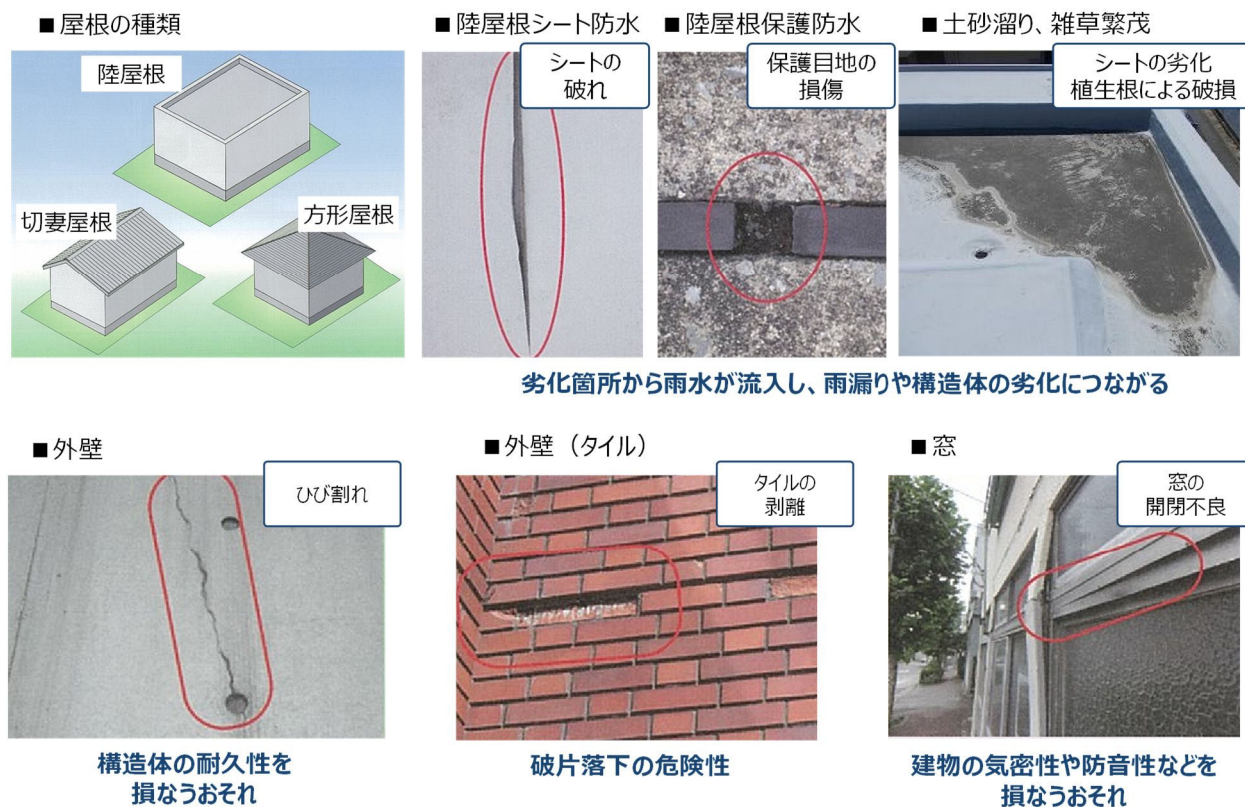 ■屋根の種類
陸屋根
切妻屋根
方形屋根
■陸屋根シート防水
シートの
破れ
■陸屋根保護防水
保護目地の
損傷
■土砂溜り、雑草繁茂
シートの劣化
植生根による破損
劣化箇所から雨水が流入し、雨漏りや構造体の劣化につながる
■外壁
ひび割れ
構造体の耐久性を
損なうおそれ
■外壁（タイル）
タイルの
剥離
破片落下の危険性
■窓
窓の
開閉不良
建物の気密性や防音性などを
損なうおそれ